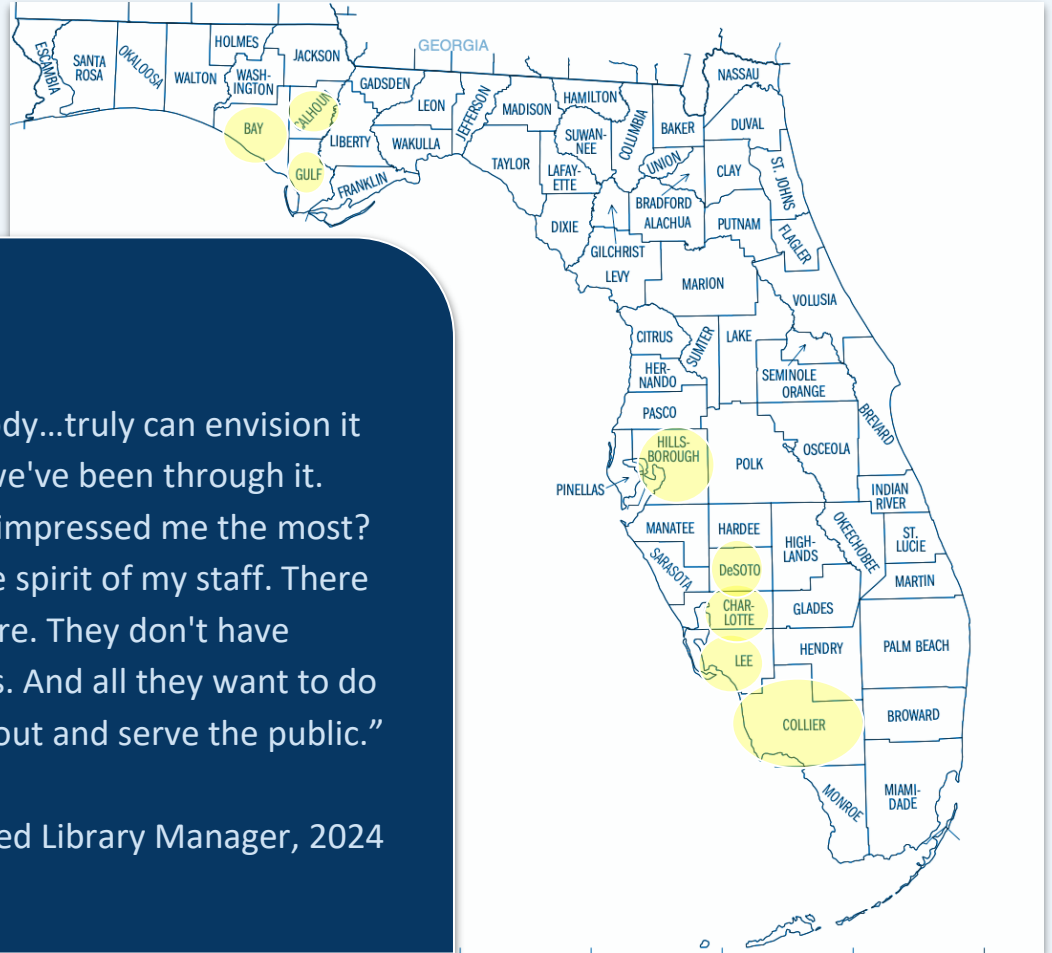 GEORGIA
ESCAMBIA
SANTA
ROSA
OKALOOSA
WALTON
HOLMES
WASH-
INGTON
JACKSON
BAY
CALHOUN
GULF
GADSDEN
LIBERTY
LEON
WAKULLA
FRANKLIN
JEFFERSON
MADISON
TAYLOR
HAMILTON
SUWAN-
NEE
LAFAY-
ETTE
DIXIE
COLUMBIA
BAKER
UNION
BRADFORD
ALACHUA
GILCHRIST
LEVY
NASSAU
DUVAL
CLAY
ST. JOHNS
PUTNAM
FLAGLER
MARION
VOLUSIA
CITRUS
SUMTER
LAKE
HER-
NANDO
SEMINOLE
ORANGE
PASCO
BREVARD
HILLS-
BOROUGH
PINELLAS
POLK
OSCEOLA
INDIAN
RIVER
MANATEE
HARDEE
HIGH-
LANDS
OKEECHOBEE
ST.
LUCIE
SARASOTA
DeSOTO
MARTIN
CHAR-
LOTTE
GLADES
LEE
HENDRY
PALM BEACH
COLLIER
BROWARD
MONROE
MIAMI-
DADE
dy…truly can envision it
we've been through it.
impressed me the most?
e spirit of my staff. There
re. They don't have
s. And all they want to do
out and serve the public.”
ed Library Manager, 2024